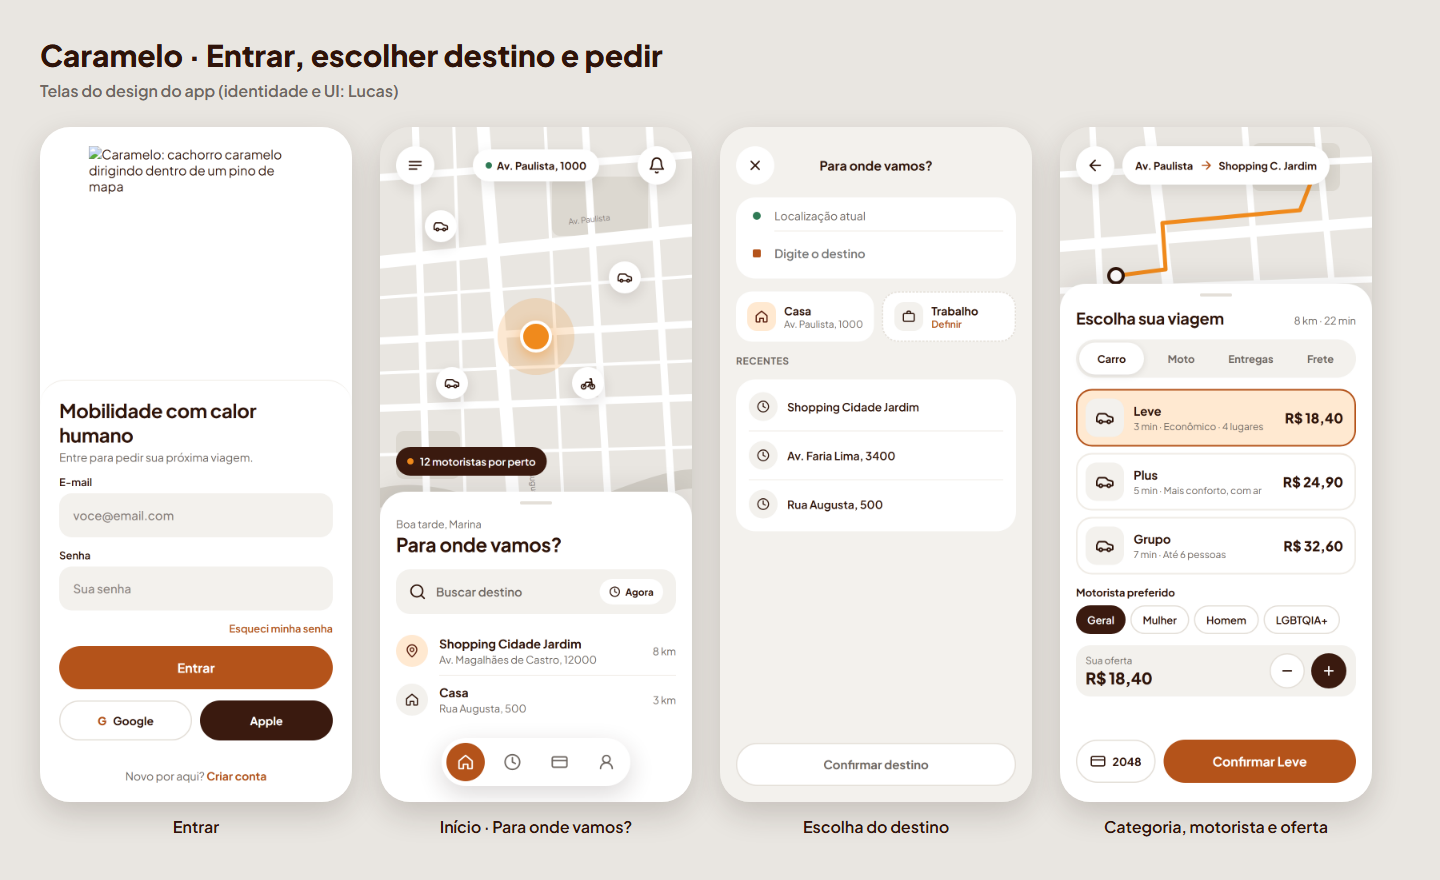 Caramelo · Entrar, escolher destino e pedir
Telas do design do app (identidade e UI: Lucas)
Caramelo: cachorro caramelo
dirigindo dentro de um pino de
mapa
Mobilidade com calor
humano
Entre para pedir sua próxima viagem.
E-mail
voce@email.com
Senha
Sua senha
Esqueci minha senha
Entrar
G Google
Apple
Novo por aqui? Criar conta
Entrar
Av. Paulista, 1000
Av. Paulista
12 motoristas por perto
Boa tarde, Marina
Para onde vamos?
Buscar destino
Agora
Shopping Cidade Jardim
Av. Magalhães de Castro, 12000
8 km
Casa
Rua Augusta, 500
3 km
Início · Para onde vamos?
Para onde vamos?
Localização atual
Digite o destino
Casa
Av. Paulista, 1000
Trabalho
Definir
RECENTES
Shopping Cidade Jardim
Av. Faria Lima, 3400
Rua Augusta, 500
Confirmar destino
Escolha do destino
Av. Paulista → Shopping C. Jardim
Escolha sua viagem
8 km · 22 min
Carro
Moto
Entregas
Frete
Leve
3 min · Econômico · 4 lugares
R$ 18,40
Plus
5 min · Mais conforto, com ar
R$ 24,90
Grupo
7 min · Até 6 pessoas
R$ 32,60
Motorista preferido
Geral
Mulher
Homem
LGBTQIA+
Sua oferta
R$ 18,40
2048
Confirmar Leve
Categoria, motorista e oferta